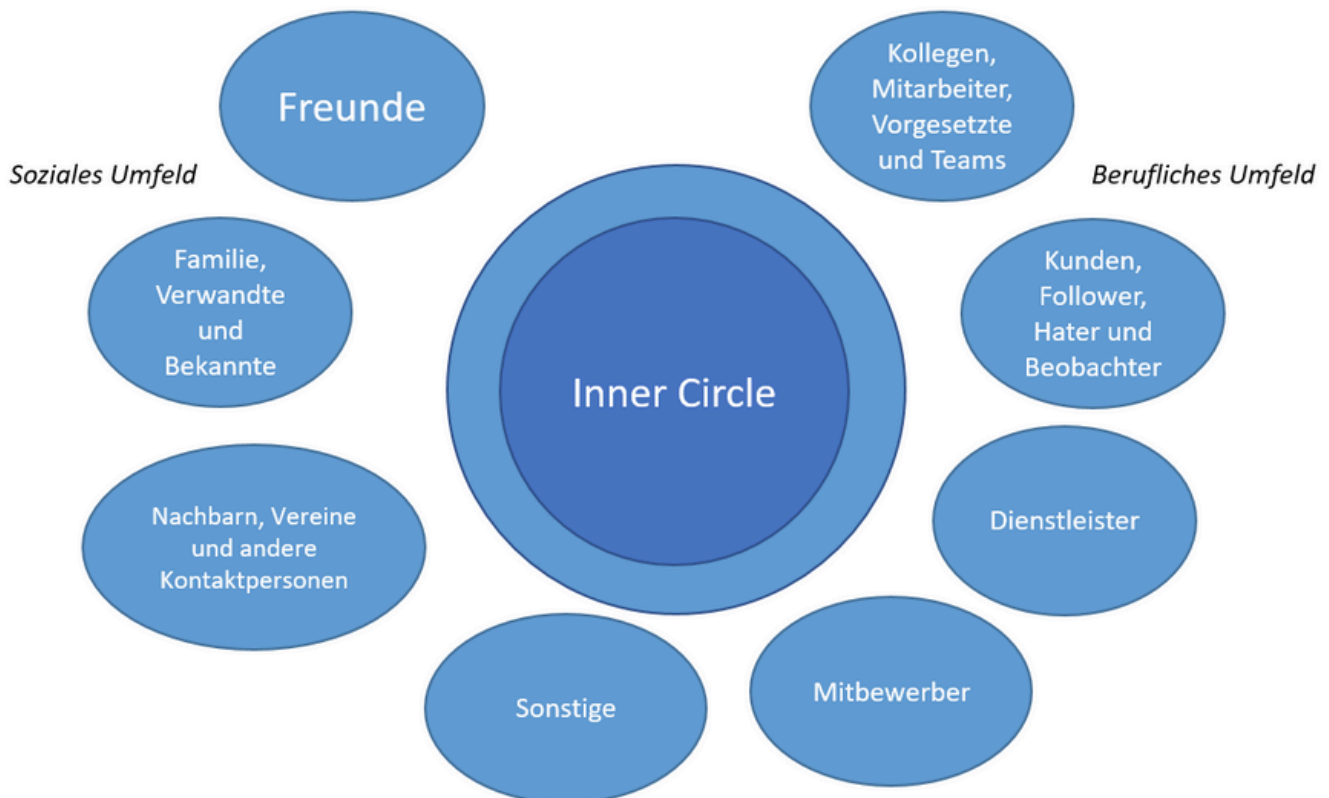 Freunde
Kollegen,
Mitarbeiter,
Vorgesetzte
und Teams
Soziales Umfeld
Berufliches Umfeld
Familie,
Verwandte
und
Bekannte
Kunden,
Follower,
Hater und
Beobachter
Inner Circle
Nachbarn, Vereine
und andere
Kontaktpersonen
Dienstleister
Sonstige
Mitbewerber